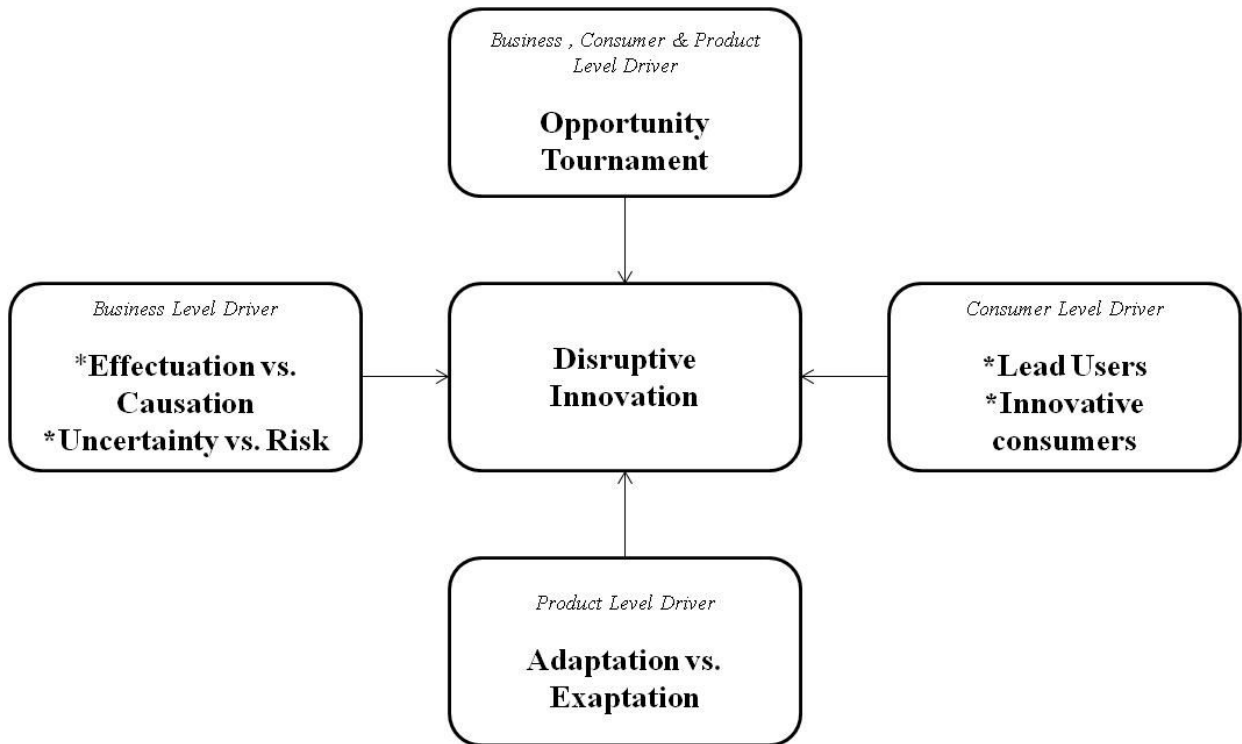 Business , Consumer & Product
Level Driver
Opportunity
Tournament
Business Level Driver
*Effectuation vs.
Causation
*Uncertainty vs. Risk
Disruptive
Innovation
Consumer Level Driver
*Lead Users
*Innovative
consumers
Product Level Driver
Adaptation vs.
Exaptation